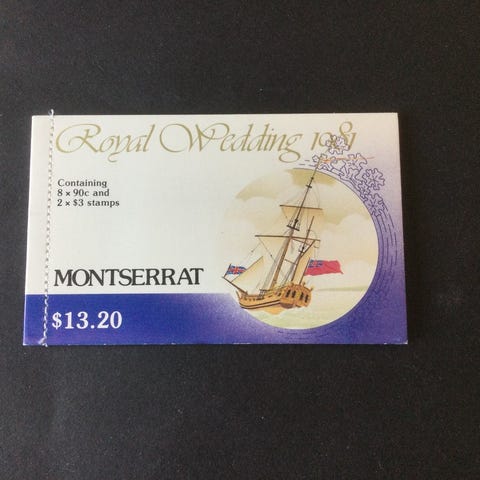 Royal Wedding 1981
Containing
8 × 90c and
2 × $3 stamps
MONTSERRAT
$13.20